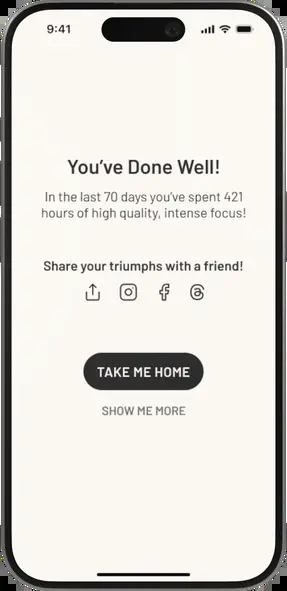 9:41
You've Done Well!
In the last 70 days you've spent 421
hours of high quality, intense focus!
Share your triumphs with a friend!
TAKE ME HOME
SHOW ME MORE